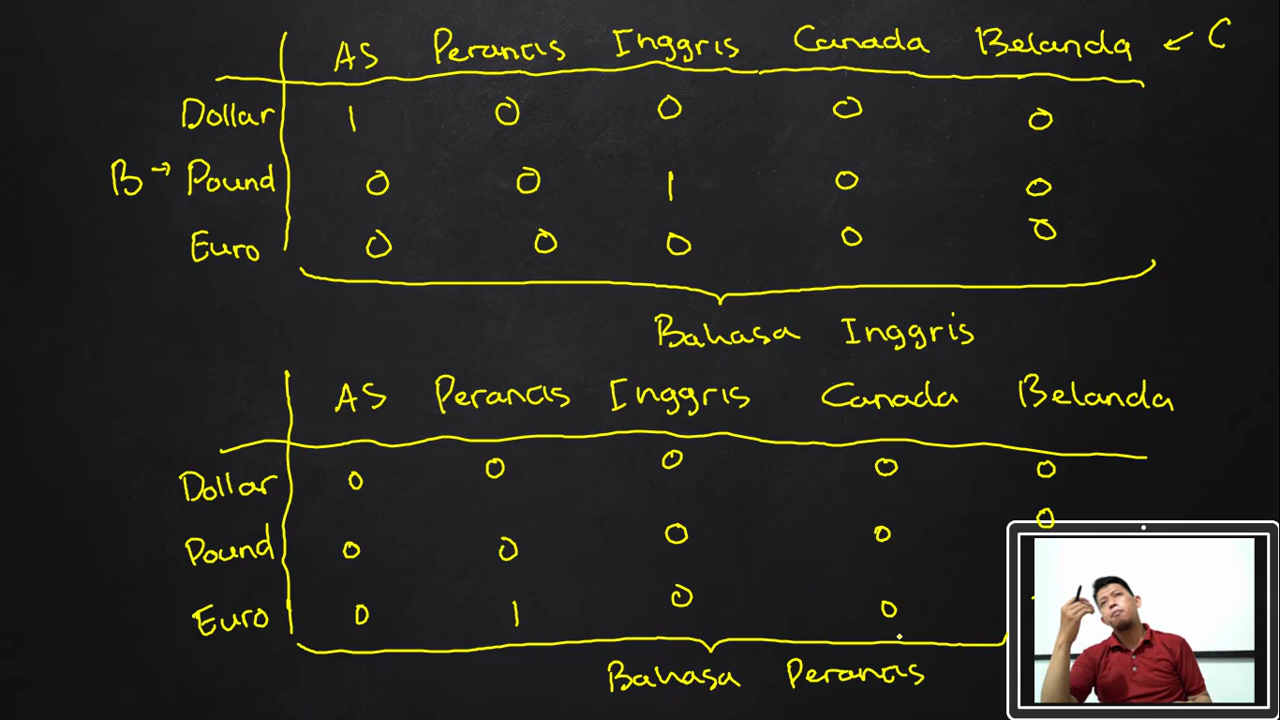 AS Perancis Inggris Canada Belanda ← C
Dollar 1 0 0 0 0
B → Pound 0 0 1 0 0
Euro 0 0 0 0 0
Bahasa Inggris
AS Perancis Inggris Canada Belanda
Dollar 0 0 0 0 0
Pound 0 0 0 0 0
Euro 0 1 0 0
Bahasa Perancis